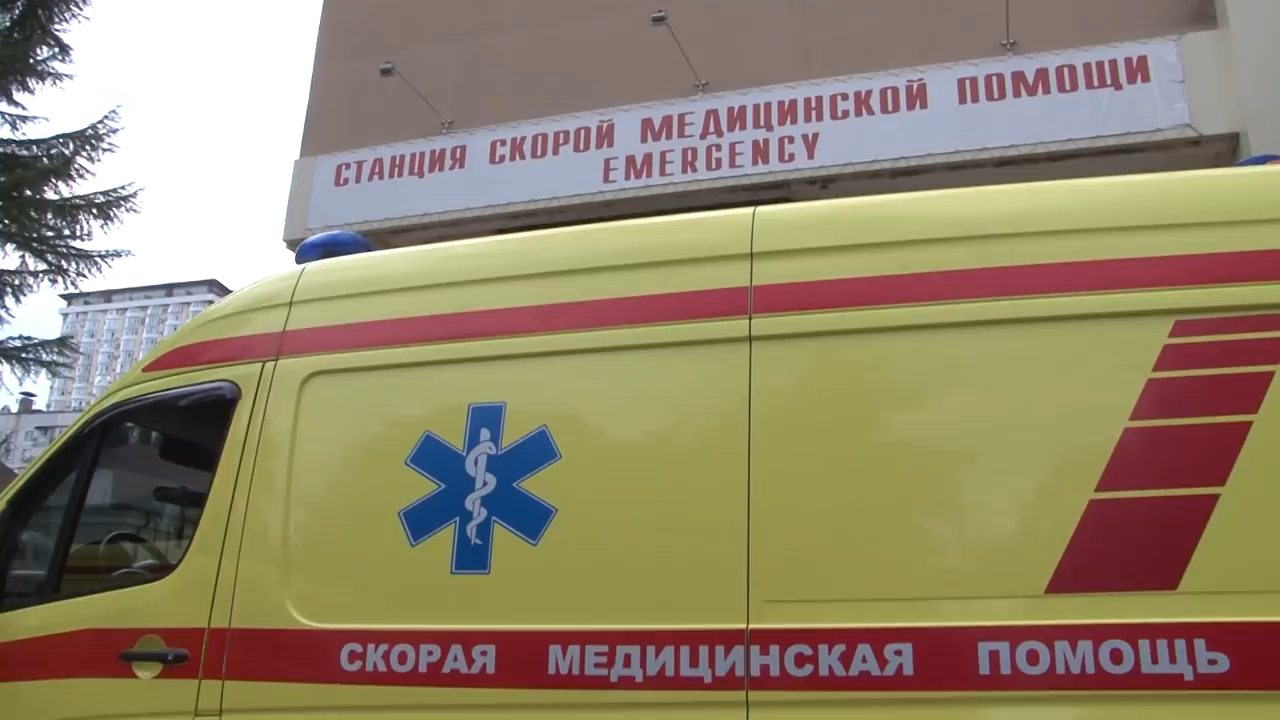 СТАНЦИЯ СКОРОЙ МЕДИЦИНСКОЙ ПОМОЩИ
EMERGENCY
СКОРАЯ МЕДИЦИНСКАЯ ПОМОЩЬ